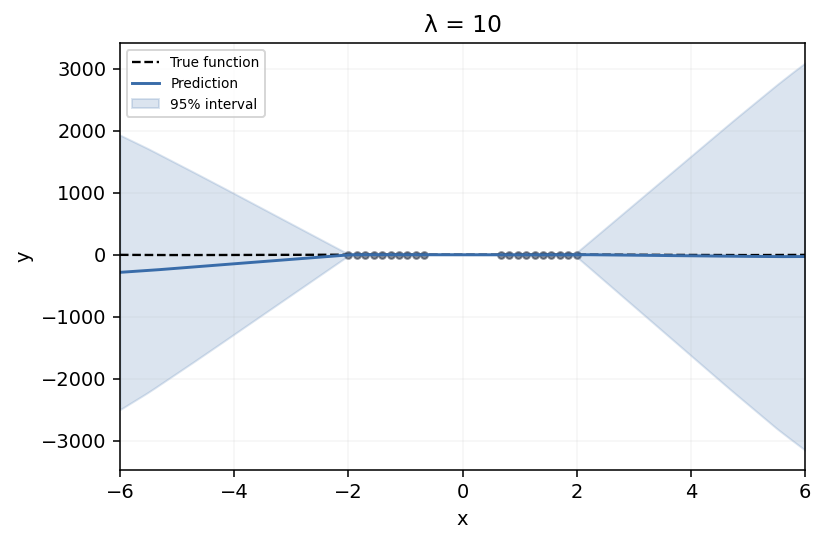 λ = 10
True function
Prediction
95% interval
3000
2000
1000
0
−1000
−2000
−3000
y
−6 −4 −2 0 2 4 6
x